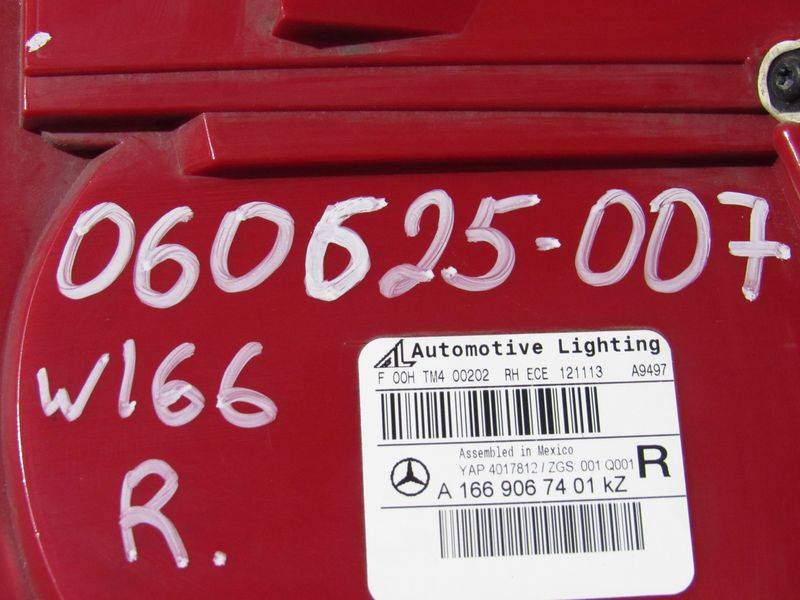 060625-007
W166
R.
AL Automotive Lighting
F 00H TM4 00202 RH ECE 121113 A9497
Assembled in Mexico
YAP 4017812 / ZGS: 001 Q001
R
A 166 906 74 01 kZ